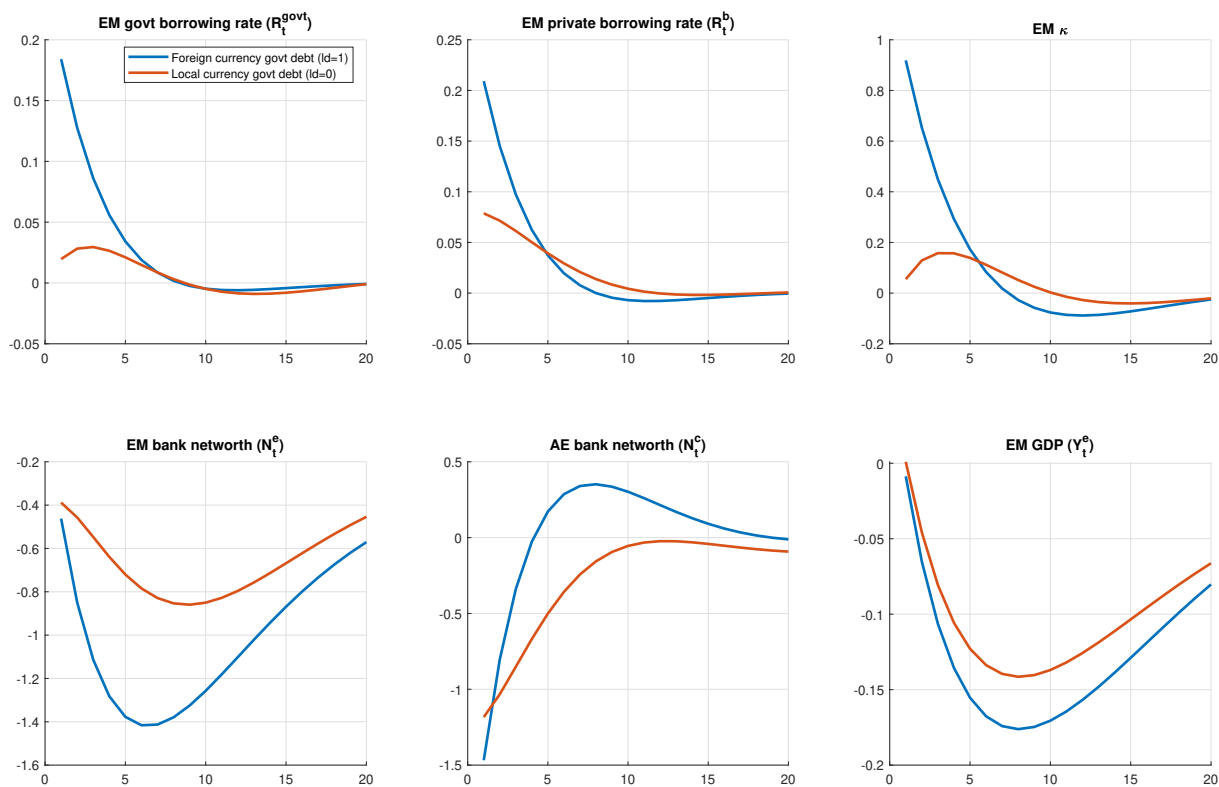 EM govt borrowing rate (R_t^govt)
0.2
0.15
0.1
0.05
0
-0.05
0 5 10 15 20
Foreign currency govt debt (ld=1)
Local currency govt debt (ld=0)
EM private borrowing rate (R_t^b)
0.25
0.2
0.15
0.1
0.05
0
-0.05
0 5 10 15 20
EM κ
1
0.8
0.6
0.4
0.2
0
-0.2
0 5 10 15 20
EM bank networth (N_t^e)
-0.2
-0.4
-0.6
-0.8
-1
-1.2
-1.4
-1.6
0 5 10 15 20
AE bank networth (N_t^c)
0.5
0
-0.5
-1
-1.5
0 5 10 15 20
EM GDP (Y_t^e)
0
-0.05
-0.1
-0.15
-0.2
0 5 10 15 20